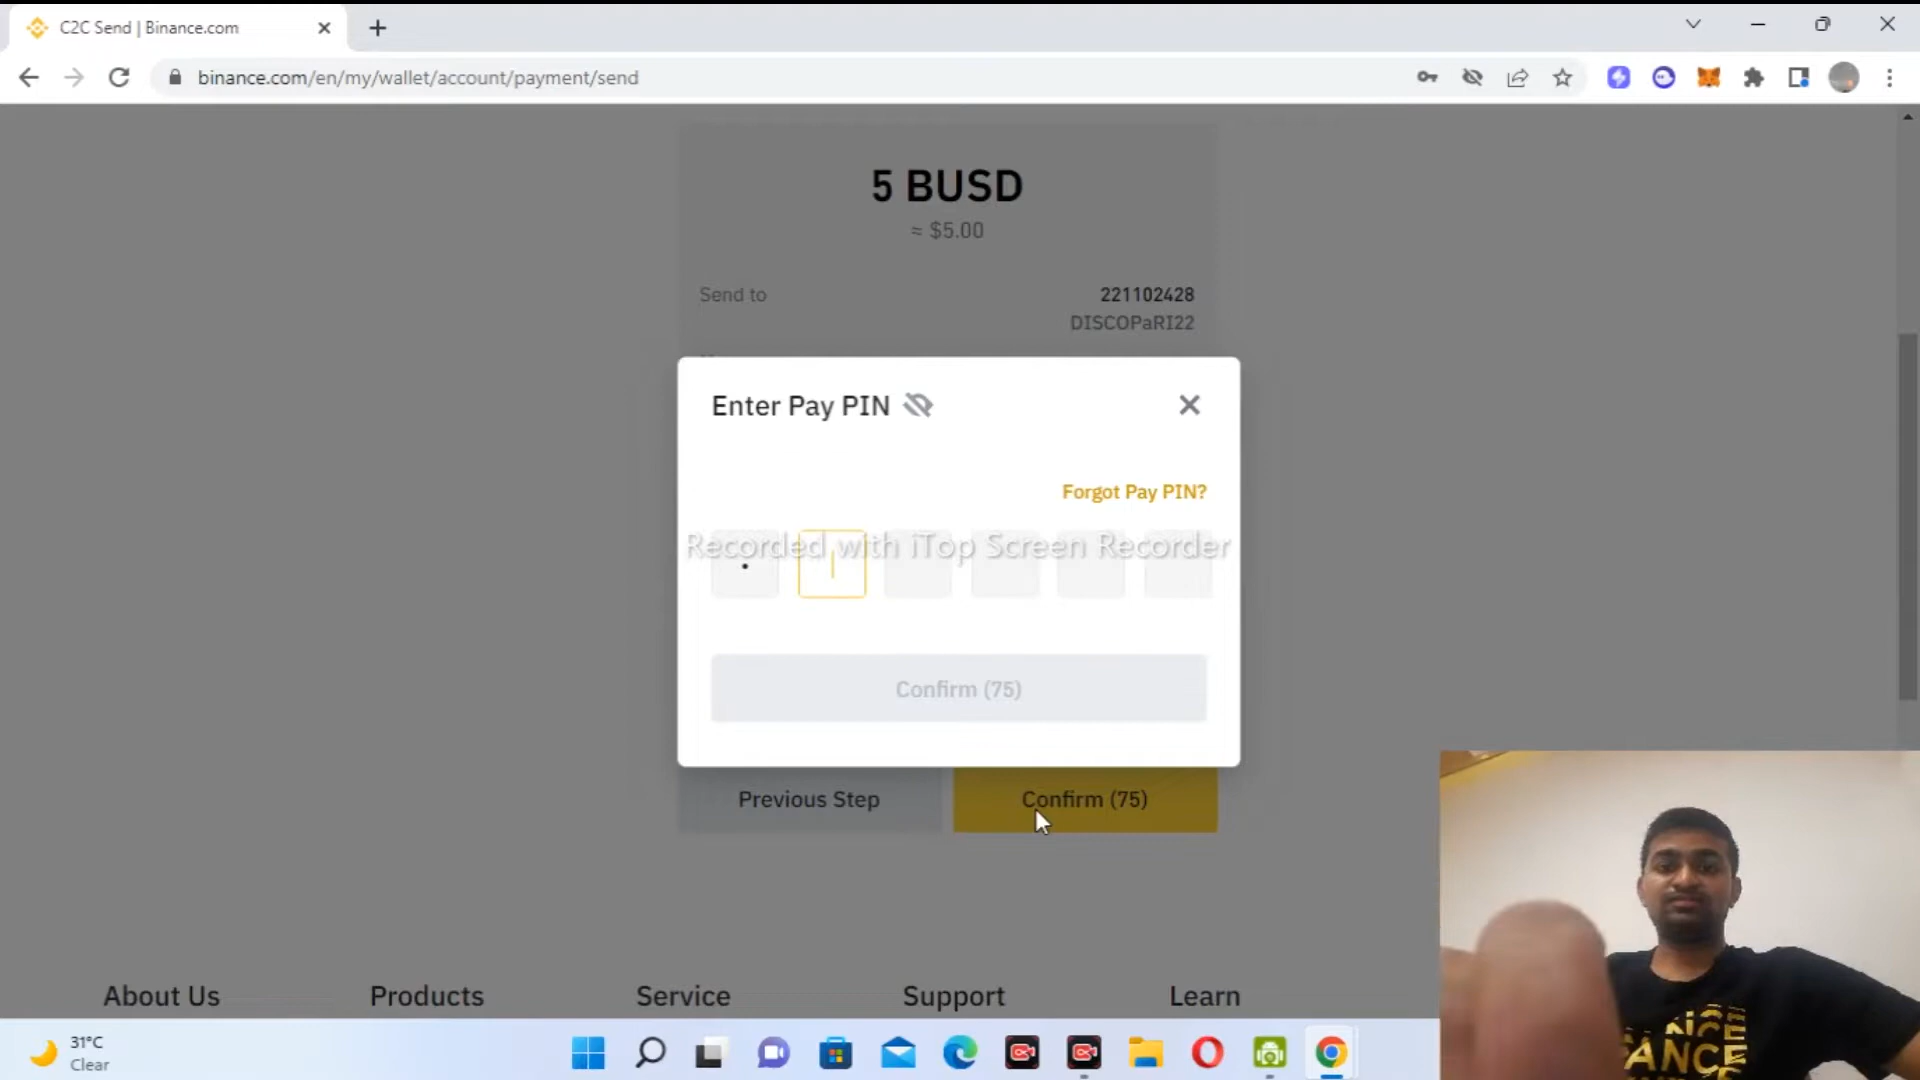 C2C Send | Binance.com
binance.com/en/my/wallet/account/payment/send
5 BUSD
≈ $5.00
Send to 221102428
DISCOPaRI22
Enter Pay PIN
Forgot Pay PIN?
Recorded with iTop Screen Recorder
Confirm (75)
Previous Step Confirm (75)
About Us Products Service Support Learn
31°C
Clear